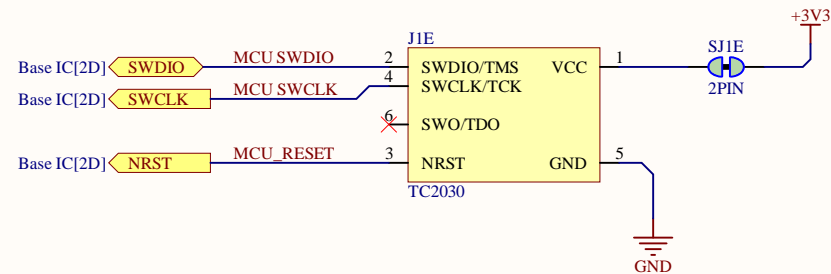 +3V3
J1E
SJ1E
Base IC[2D] SWDIO MCU SWDIO 2 SWDIO/TMS VCC 1
2PIN
Base IC[2D] SWCLK MCU SWCLK 4 SWCLK/TCK
6 SWO/TDO
Base IC[2D] NRST MCU_RESET 3 NRST GND 5
TC2030
GND